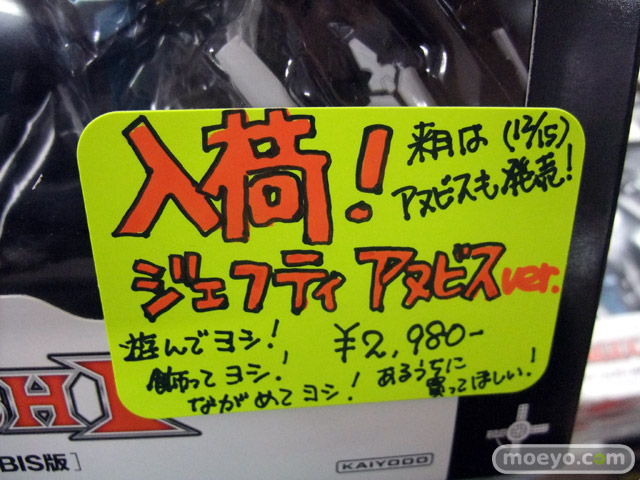 入荷!
来月は(12/15)
アヌビスも発売!
ジェフティ アヌビスver.
遊んでヨシ!
飾ってヨシ、
ながめてヨシ!
¥2,980-
あるうちに
買ってほしい!
BIS版]
KAIYODO
moeyo.com